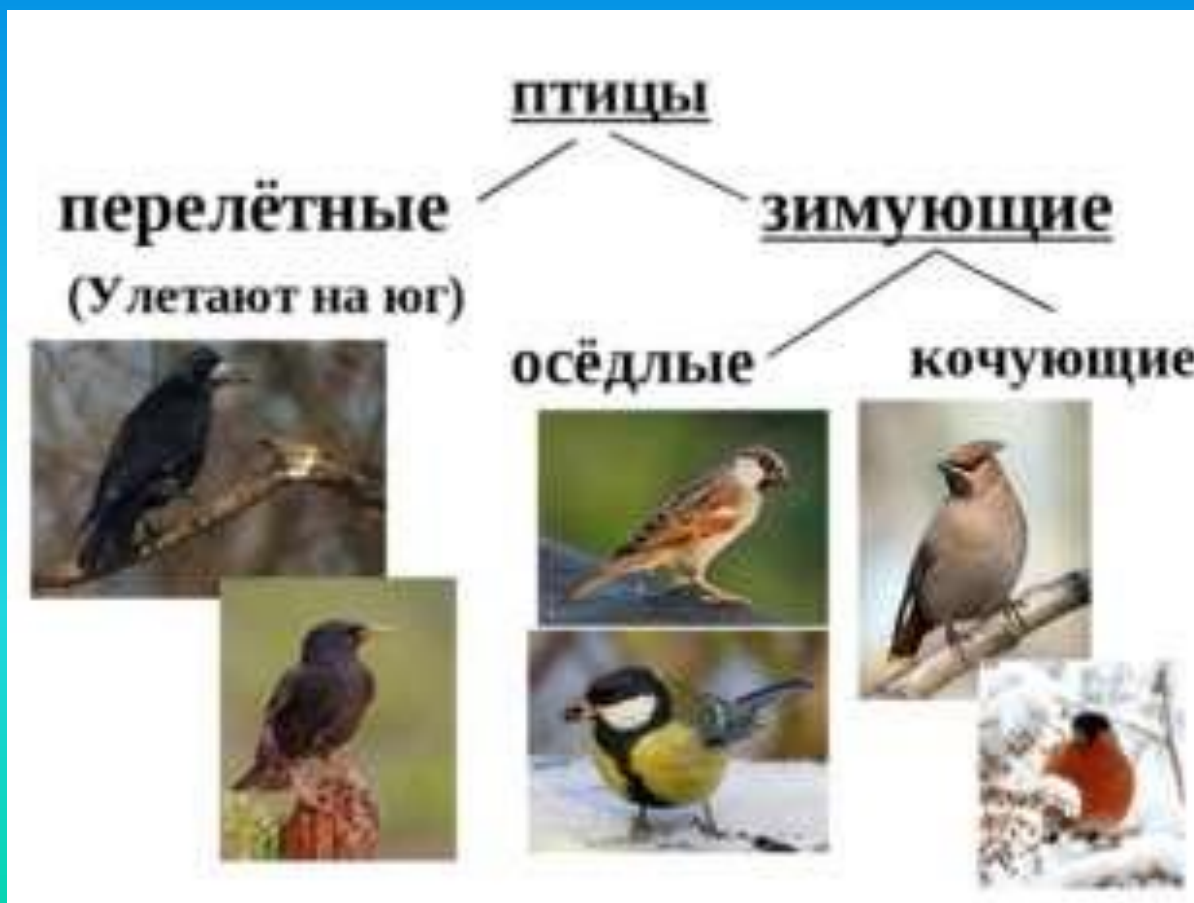 птицы
перелётные
зимующие
(Улетают на юг)
осёдлые
кочующие